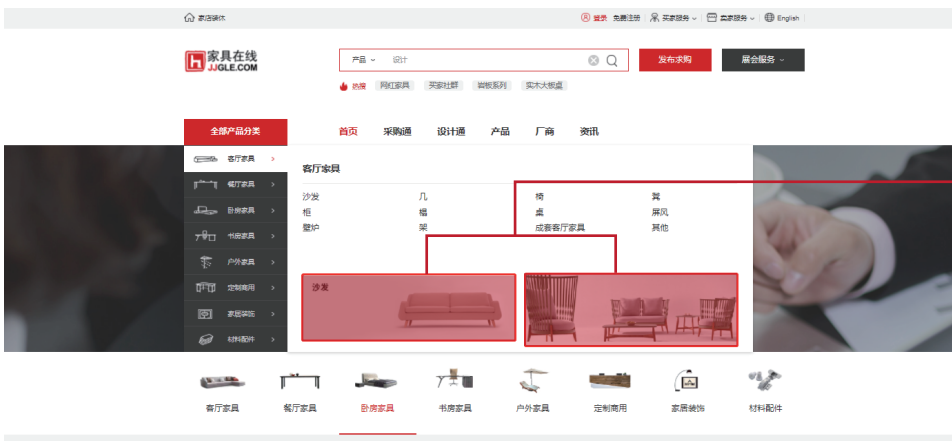 家店装休
登录 免费注册 买家服务 卖家服务 English
家具在线
JJGLE.COM
产品 设计
发布求购
展会服务
热搜 网红家具 买家社群 岩板系列 实木大板桌
全部产品分类
首页 采购通 设计通 产品 厂商 资讯
客厅家具
餐厅家具
卧房家具
书房家具
户外家具
定制商用
家居装饰
材料配件
客厅家具
沙发 几 椅 凳
柜 榻 桌 屏风
壁炉 架 成套客厅家具 其他
沙发
客厅家具 餐厅家具 卧房家具 书房家具 户外家具 定制商用 家居装饰 材料配件